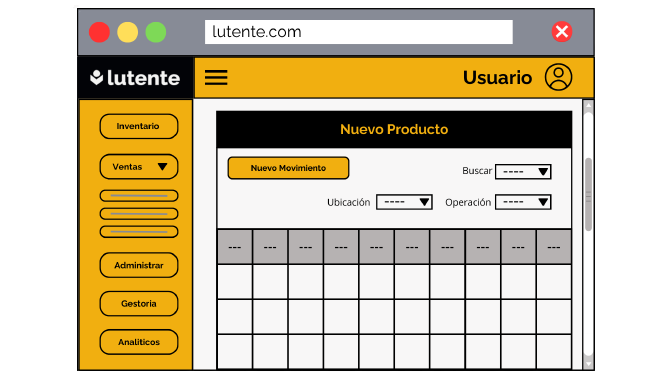 lutente.com
lutente
Usuario
Inventario
Ventas
Administrar
Gestoria
Analíticos
Nuevo Producto
Nuevo Movimiento
Buscar ----
Ubicación ---- Operación ----
--- --- --- --- --- --- --- --- --- ---